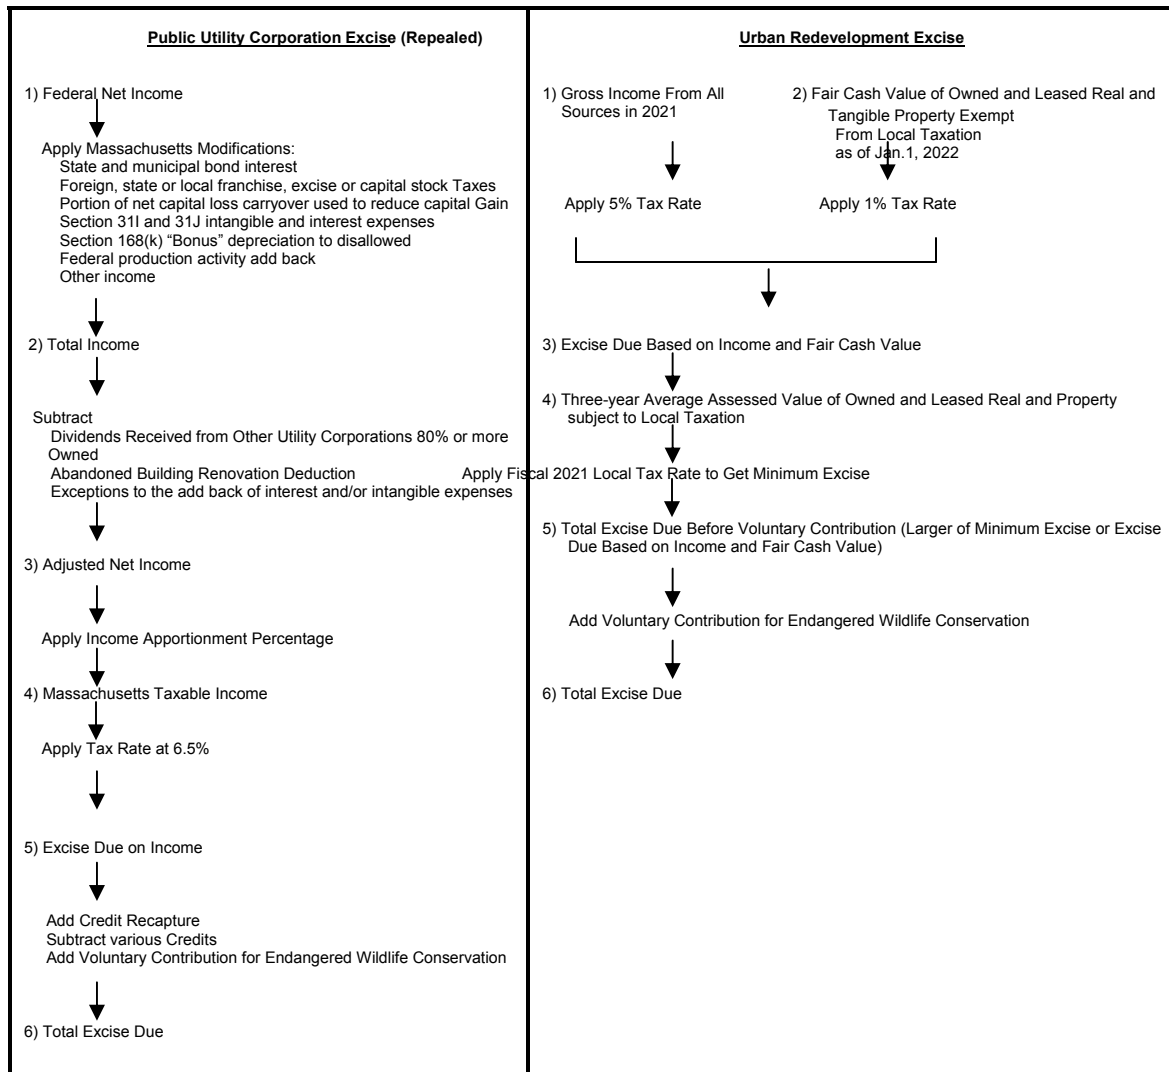 Public Utility Corporation Excise (Repealed)
1) Federal Net Income
Apply Massachusetts Modifications:
State and municipal bond interest
Foreign, state or local franchise, excise or capital stock Taxes
Portion of net capital loss carryover used to reduce capital Gain
Section 31I and 31J intangible and interest expenses
Section 168(k) “Bonus” depreciation to disallowed
Federal production activity add back
Other income
2) Total Income
Subtract
Dividends Received from Other Utility Corporations 80% or more
Owned
Abandoned Building Renovation Deduction
Exceptions to the add back of interest and/or intangible expenses
3) Adjusted Net Income
Apply Income Apportionment Percentage
4) Massachusetts Taxable Income
Apply Tax Rate at 6.5%
5) Excise Due on Income
Add Credit Recapture
Subtract various Credits
Add Voluntary Contribution for Endangered Wildlife Conservation
6) Total Excise Due
Urban Redevelopment Excise
1) Gross Income From All
Sources in 2021
2) Fair Cash Value of Owned and Leased Real and
Tangible Property Exempt
From Local Taxation
as of Jan.1, 2022
Apply 5% Tax Rate
Apply 1% Tax Rate
3) Excise Due Based on Income and Fair Cash Value
4) Three-year Average Assessed Value of Owned and Leased Real and Property
subject to Local Taxation
Apply Fiscal 2021 Local Tax Rate to Get Minimum Excise
5) Total Excise Due Before Voluntary Contribution (Larger of Minimum Excise or Excise
Due Based on Income and Fair Cash Value)
Add Voluntary Contribution for Endangered Wildlife Conservation
6) Total Excise Due